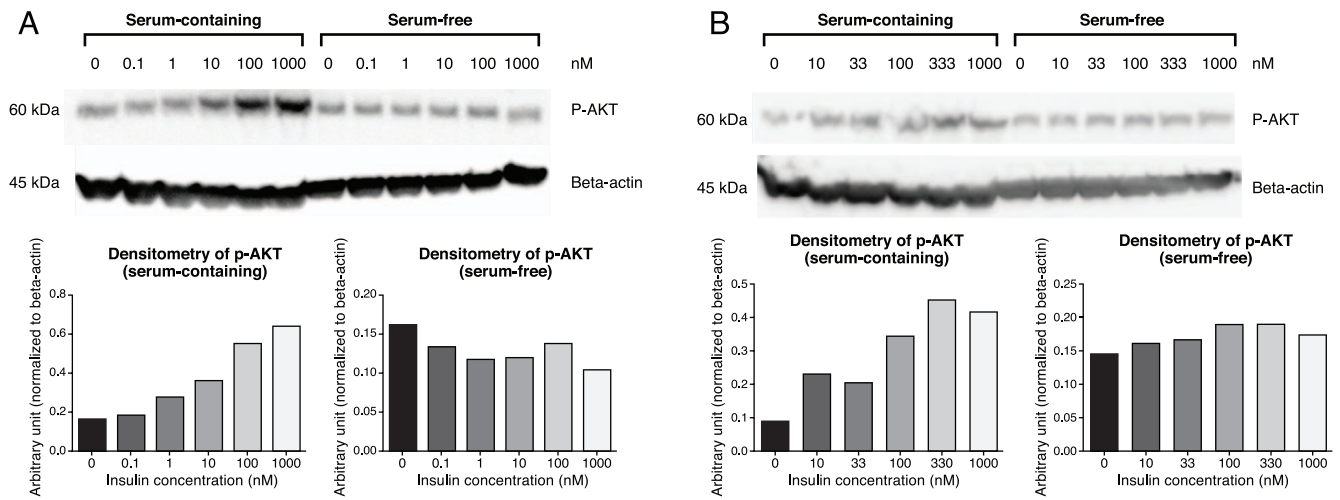 A
Serum-containing Serum-free
0 0.1 1 10 100 1000 0 0.1 1 10 100 1000 nM
60 kDa P-AKT
45 kDa Beta-actin
Densitometry of p-AKT
(serum-containing)
Arbitrary unit (normalized to beta-actin)
0.8
0.6
0.4
0.2
0.0
0 0.1 1 10 100 1000
Insulin concentration (nM)
Densitometry of p-AKT
(serum-free)
Arbitrary unit (normalized to beta-actin)
0.20
0.15
0.10
0.05
0.00
0 0.1 1 10 100 1000
Insulin concentration (nM)
B
Serum-containing Serum-free
0 10 33 100 333 1000 0 10 33 100 333 1000 nM
60 kDa P-AKT
45 kDa Beta-actin
Densitometry of p-AKT
(serum-containing)
Arbitrary unit (normalized to beta-actin)
0.5
0.4
0.3
0.2
0.1
0.0
0 10 33 100 330 1000
Insulin concentration (nM)
Densitometry of p-AKT
(serum-free)
Arbitrary unit (normalized to beta-actin)
0.25
0.20
0.15
0.10
0.05
0.00
0 10 33 100 330 1000
Insulin concentration (nM)